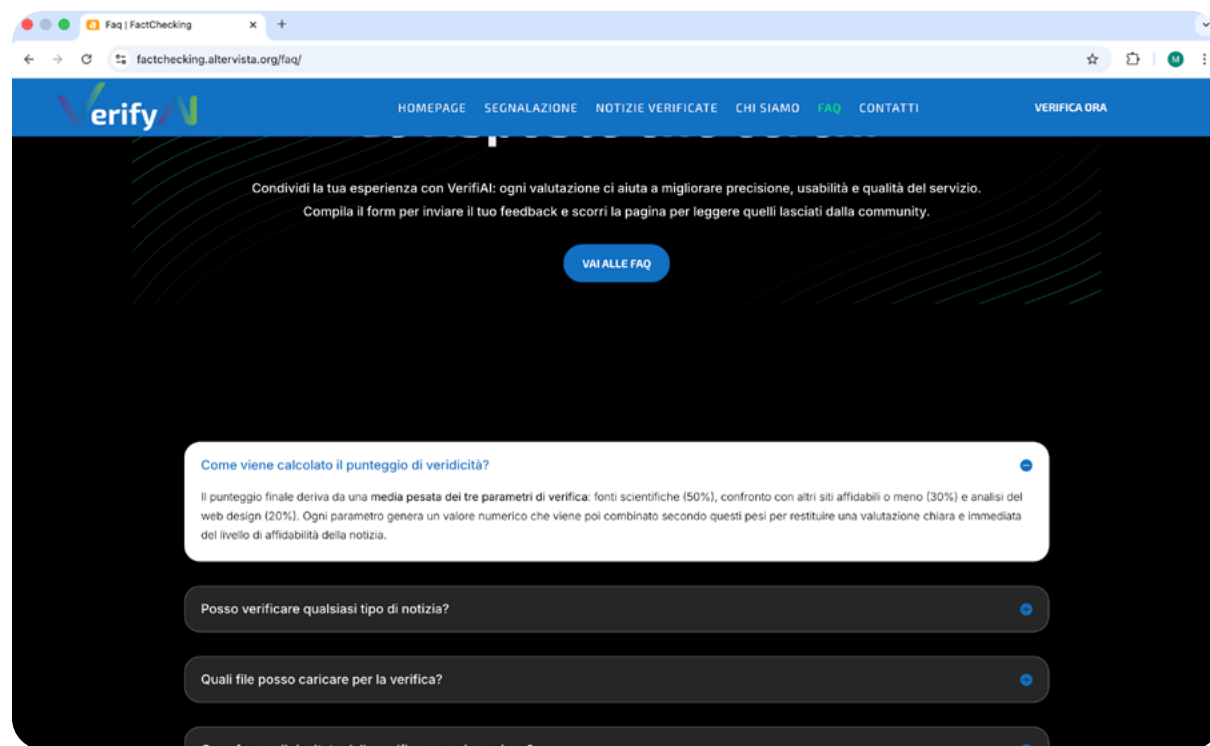 Faq | FactChecking
factchecking.altervista.org/faq/
M
VerifyAI
HOMEPAGE SEGNALAZIONE NOTIZIE VERIFICATE CHI SIAMO FAQ CONTATTI VERIFICA ORA
Condividi la tua esperienza con VerifiAI: ogni valutazione ci aiuta a migliorare precisione, usabilità e qualità del servizio.
Compila il form per inviare il tuo feedback e scorri la pagina per leggere quelli lasciati dalla community.
VAI ALLE FAQ
Come viene calcolato il punteggio di veridicità?
Il punteggio finale deriva da una media pesata dei tre parametri di verifica: fonti scientifiche (50%), confronto con altri siti affidabili o meno (30%) e analisi del
web design (20%). Ogni parametro genera un valore numerico che viene poi combinato secondo questi pesi per restituire una valutazione chiara e immediata
del livello di affidabilità della notizia.
Posso verificare qualsiasi tipo di notizia?
Quali file posso caricare per la verifica?